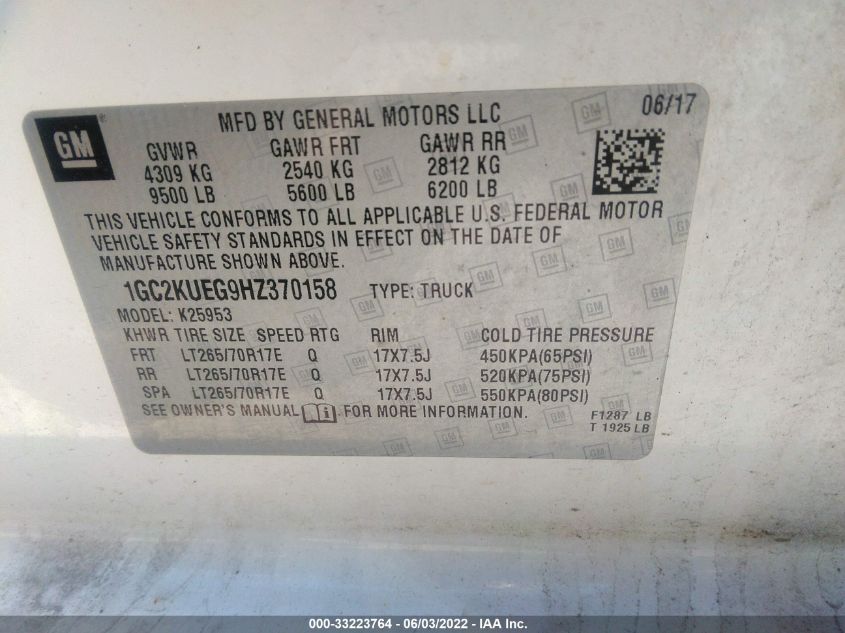 GM
MFD BY GENERAL MOTORS LLC
06/17
GVWR GAWR FRT GAWR RR
4309 KG 2540 KG 2812 KG
9500 LB 5600 LB 6200 LB
THIS VEHICLE CONFORMS TO ALL APPLICABLE U.S. FEDERAL MOTOR
VEHICLE SAFETY STANDARDS IN EFFECT ON THE DATE OF
MANUFACTURE SHOWN ABOVE.
1GC2KUEG9HZ370158 TYPE: TRUCK
MODEL: K25953
KHWR TIRE SIZE SPEED RTG RIM COLD TIRE PRESSURE
FRT LT265/70R17E Q 17X7.5J 450KPA(65PSI)
RR LT265/70R17E Q 17X7.5J 520KPA(75PSI)
SPA LT265/70R17E Q 17X7.5J 550KPA(80PSI)
SEE OWNER'S MANUAL FOR MORE INFORMATION.
F1287 LB
T 1925 LB
000-33223764 - 06/03/2022 - IAA Inc.